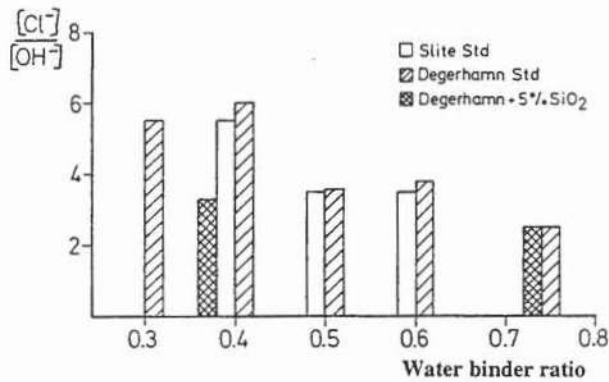 [Cl⁻]
[OH⁻]
8
6
4
2
Slite Std
Degerhamn Std
Degerhamn + 5% SiO₂
0.3 0.4 0.5 0.6 0.7 0.8
Water binder ratio